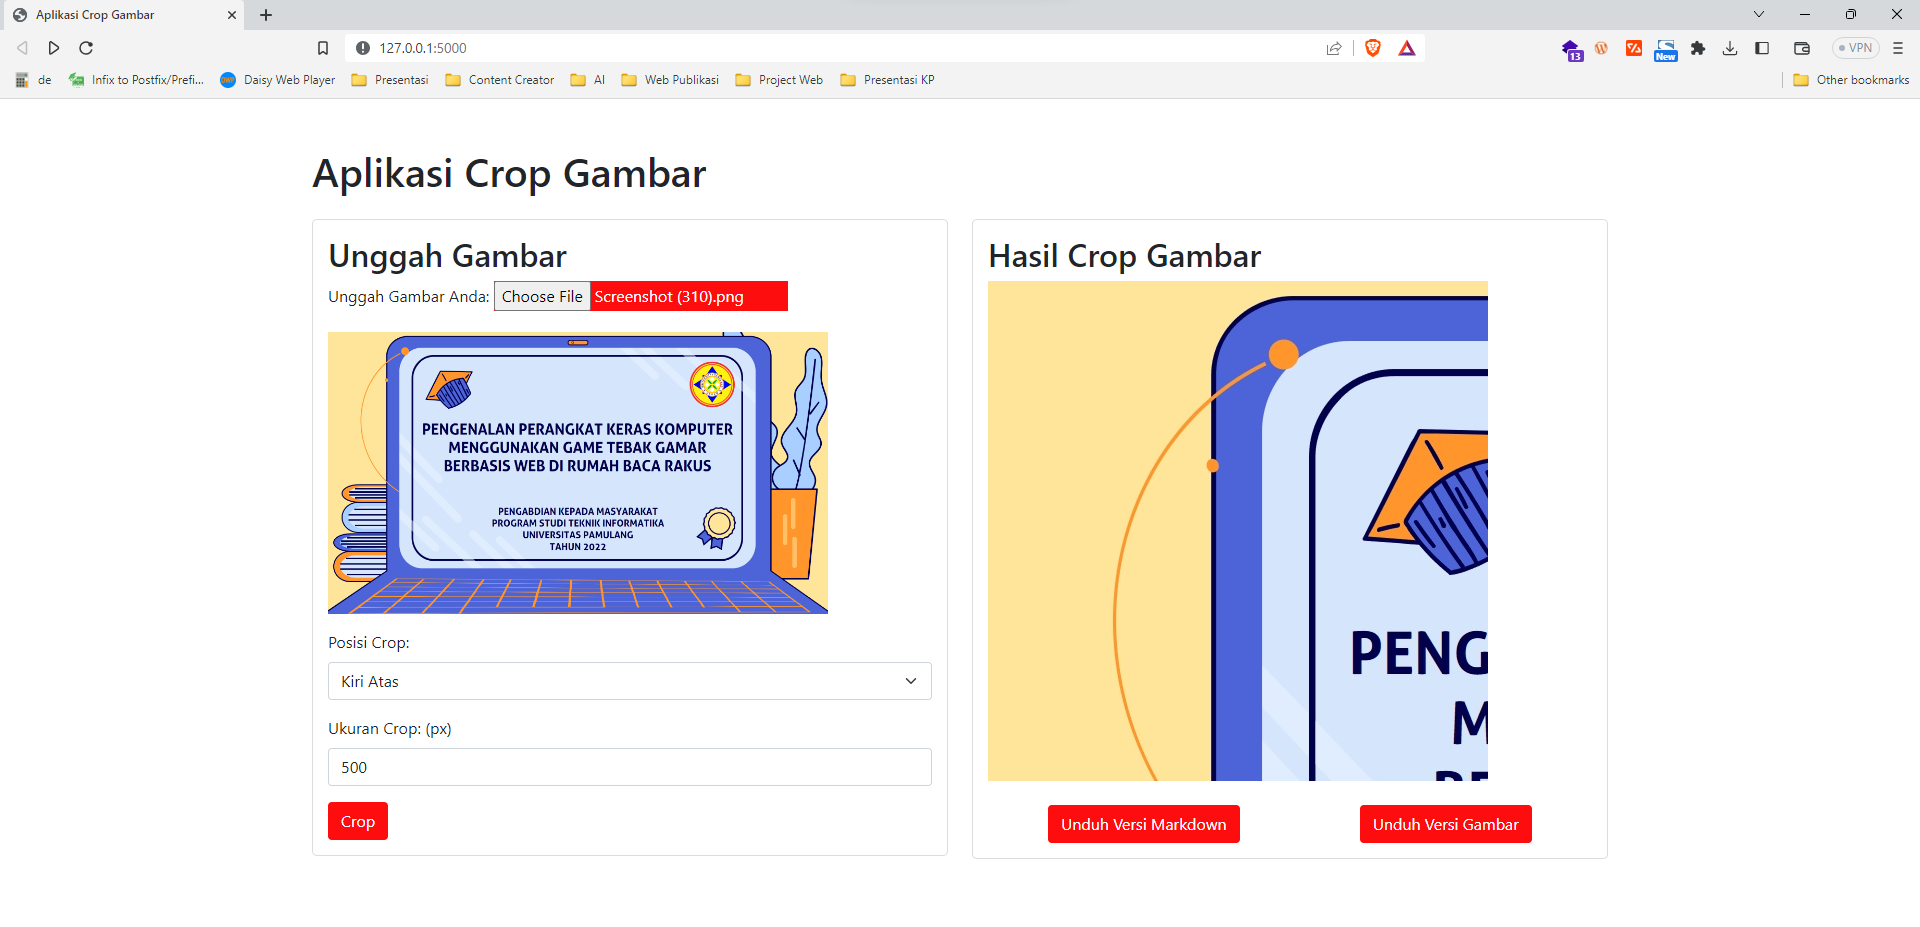 Aplikasi Crop Gambar
127.0.0.1:5000
13
New
VPN
de
Infix to Postfix/Prefi...
Daisy Web Player
Presentasi
Content Creator
AI
Web Publikasi
Project Web
Presentasi KP
Other bookmarks
Aplikasi Crop Gambar
Unggah Gambar
Unggah Gambar Anda: Choose File Screenshot (310).png
PENGENALAN PERANGKAT KERAS KOMPUTER
MENGGUNAKAN GAME TEBAK GAMAR
BERBASIS WEB DI RUMAH BACA RAKUS
PENGABDIAN KEPADA MASYARAKAT
PROGRAM STUDI TEKNIK INFORMATIKA
UNIVERSITAS PAMULANG
TAHUN 2022
Posisi Crop:
Kiri Atas
Ukuran Crop: (px)
500
Crop
Hasil Crop Gambar
PENG
M
Unduh Versi Markdown
Unduh Versi Gambar